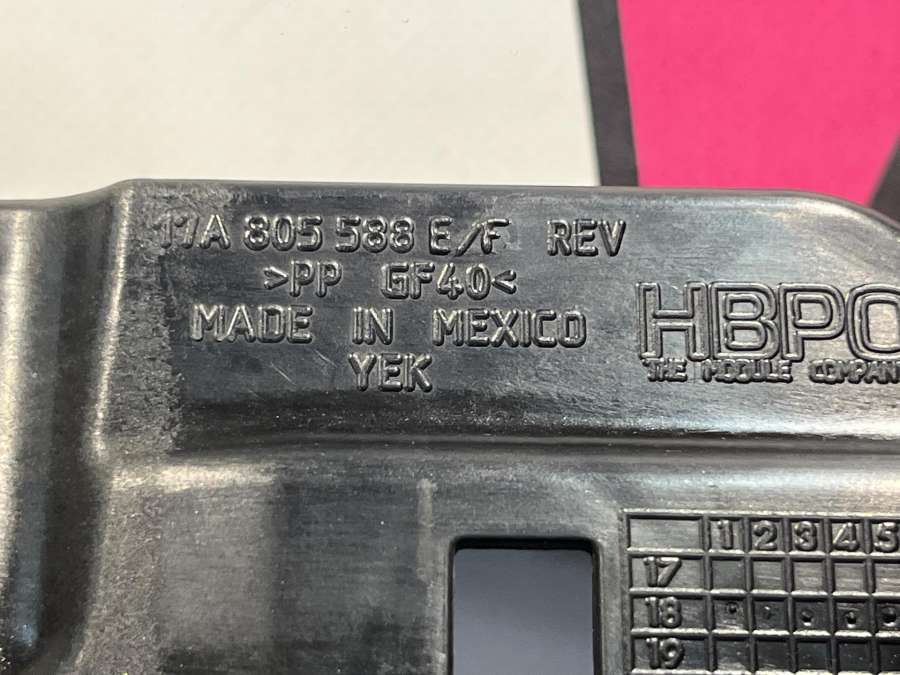 17A 805 588 E/F REV
>PP GF40<
MADE IN MEXICO
YEK
HBPO
THE MODULE COMPANY
1 2 3 4 5
17
18
19